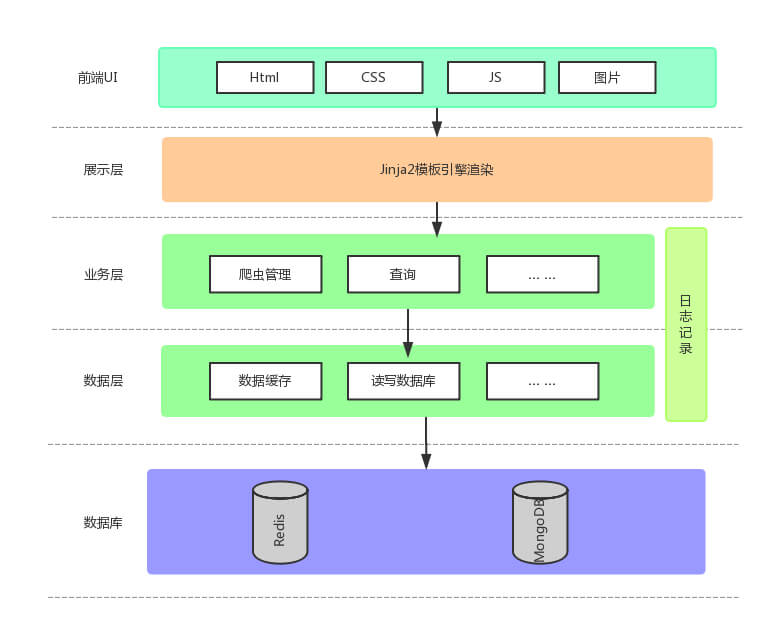 前端UI
Html
CSS
JS
图片
展示层
Jinja2模板引擎渲染
业务层
爬虫管理
查询
... ...
日
志
记
录
数据层
数据缓存
读写数据库
... ...
数据库
Redis
MongoDB